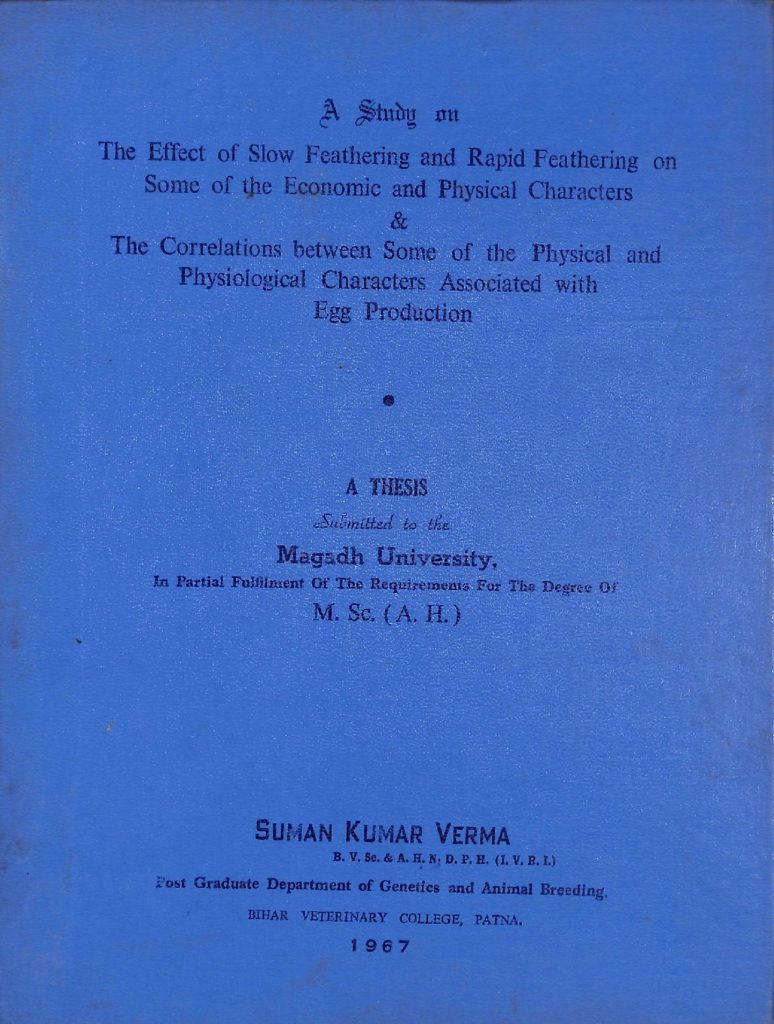 A Study on
The Effect of Slow Feathering and Rapid Feathering on
Some of the Economic and Physical Characters
&
The Correlations between Some of the Physical and
Physiological Characters Associated with
Egg Production
A THESIS
Submitted to the
Magadh University,
In Partial Fulfilment Of The Requirements For The Degree Of
M. Sc. ( A. H. )
SUMAN KUMAR VERMA
B. V. Sc. & A. H. N. D. P. H. (I. V. R. I.)
Post Graduate Department of Genetics and Animal Breeding.
BIHAR VETERINARY COLLEGE, PATNA.
1967